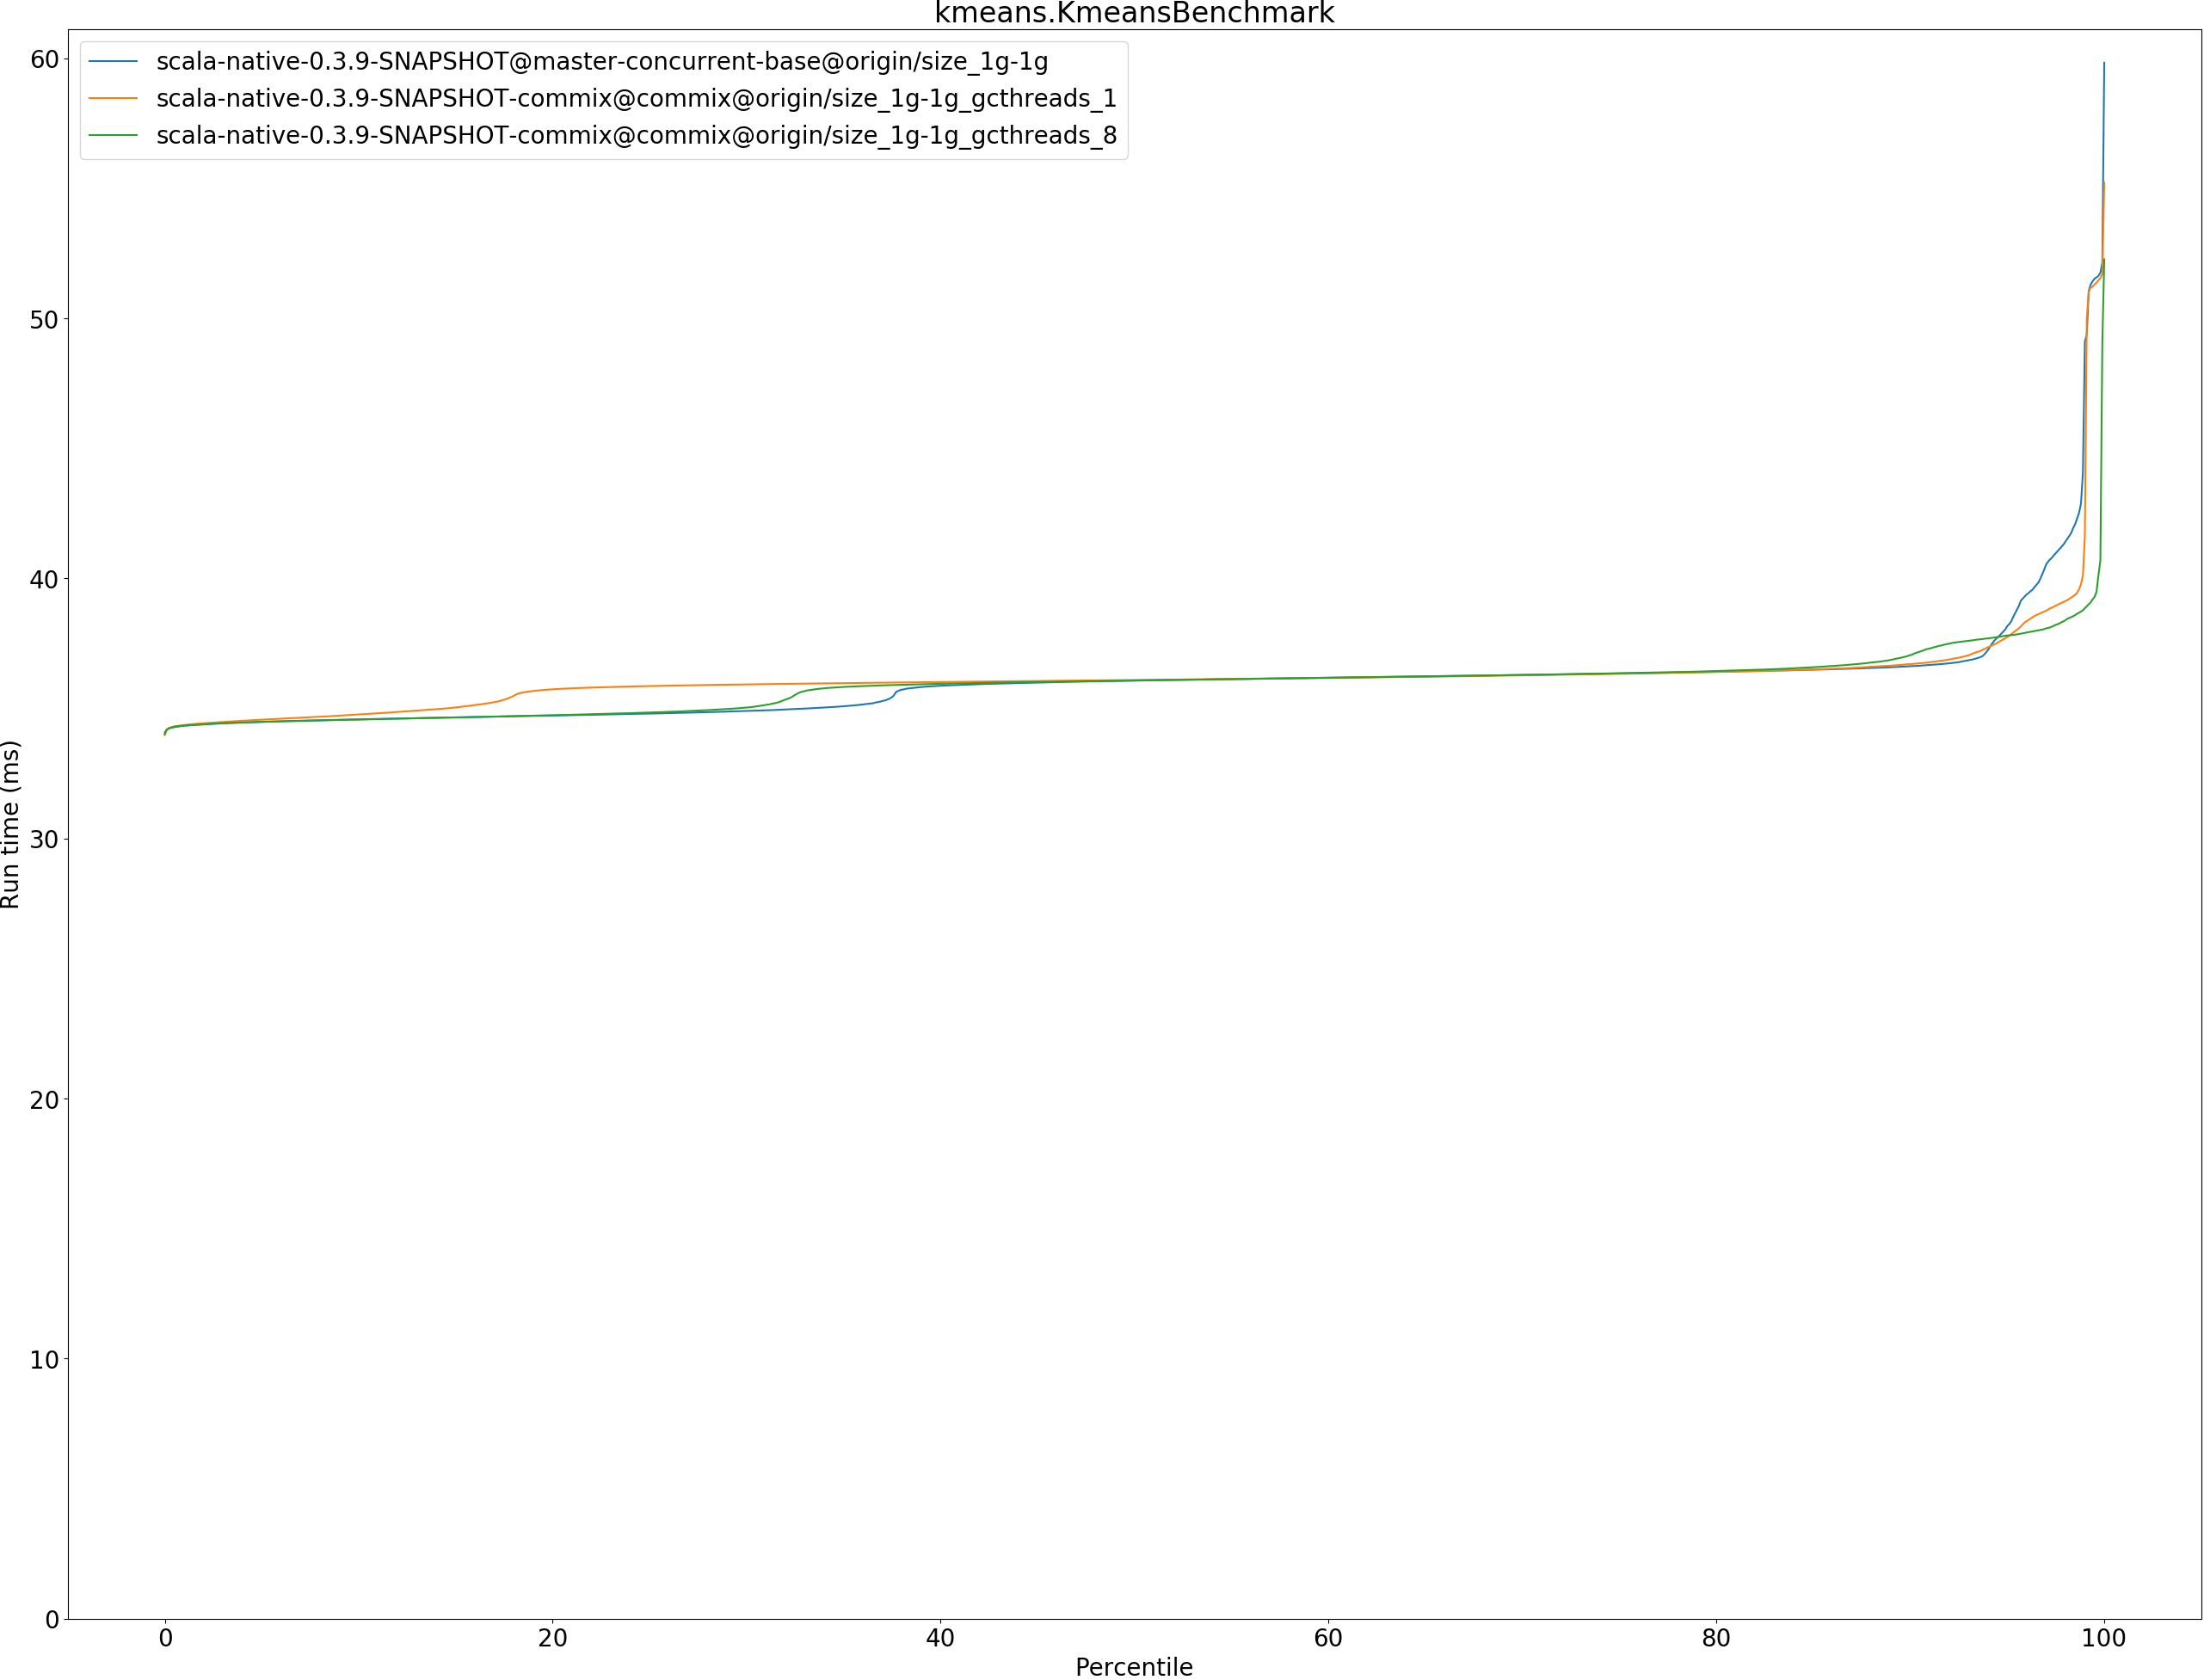 kmeans.KmeansBenchmark
scala-native-0.3.9-SNAPSHOT@master-concurrent-base@origin/size_1g-1g
scala-native-0.3.9-SNAPSHOT-commix@commix@origin/size_1g-1g_gcthreads_1
scala-native-0.3.9-SNAPSHOT-commix@commix@origin/size_1g-1g_gcthreads_8
60
50
40
30
20
10
0
Run time (ms)
0 20 40 60 80 100
Percentile